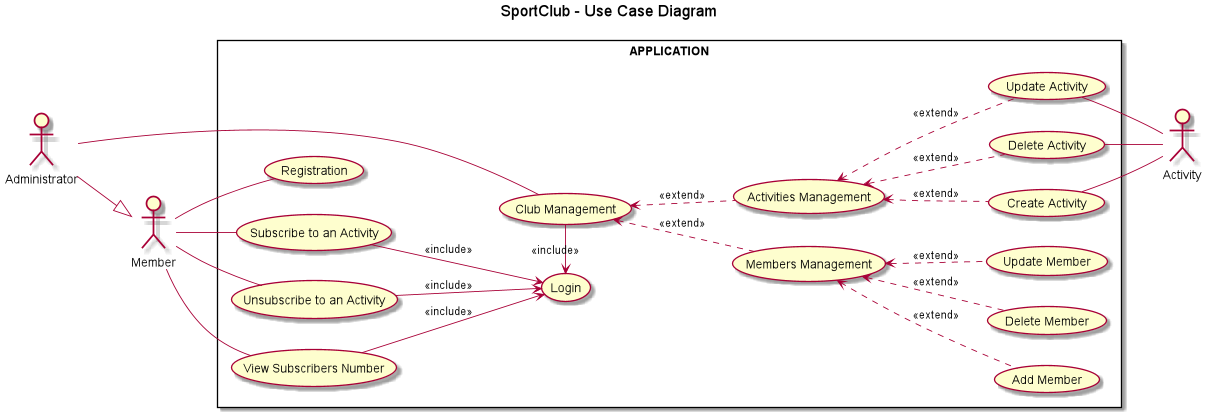 SportClub - Use Case Diagram
APPLICATION
Update Activity
«extend»
Delete Activity
«extend»
Registration
Administrator
Activity
Activities Management
«extend»
«extend»
Create Activity
Club Management
«extend»
Subscribe to an Activity
Member
«include»
«include»
Members Management
«extend»
Update Member
«extend»
Login
«include»
Unsubscribe to an Activity
«include»
«extend»
Delete Member
View Subscribers Number
Add Member